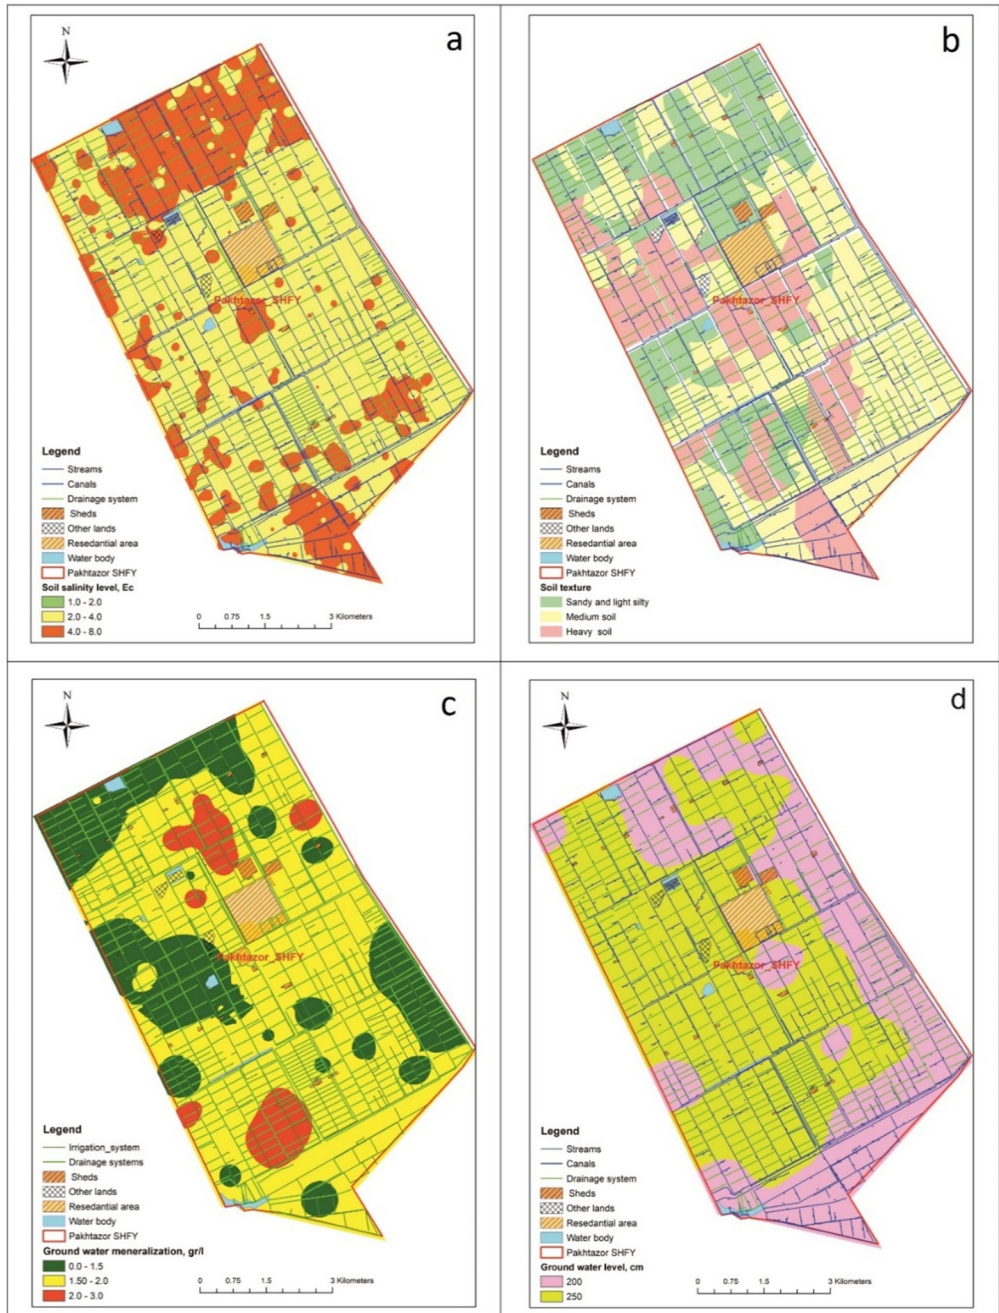 N
a
Pakhtazor_SHFY
Legend
Streams
Canals
Drainage system
Sheds
Other lands
Resedantial area
Water body
Pakhtazor SHFY
Soil salinity level, Ec
1.0 - 2.0
2.0 - 4.0
4.0 - 8.0
0 0.75 1.5 3 Kilometers
b
Pakhtazor_SHFY
Legend
Streams
Canals
Drainage system
Sheds
Other lands
Resedantial area
Water body
Pakhtazor SHFY
Soil texture
Sandy and light silty
Medium soil
Heavy soil
0 0.75 1.5 3 Kilometers
N
c
Pakhtazor_SHFY
Legend
Irrigation_system
Drainage systems
Sheds
Other lands
Resedantial area
Water body
Pakhtazor SHFY
Ground water meneralization, gr/l
0.0 - 1.5
1.50 - 2.0
2.0 - 3.0
0 0.75 1.5 3 Kilometers
N
d
Pakhtazor_SHFY
Legend
Streams
Canals
Drainage system
Sheds
Other lands
Resedantial area
Water body
Pakhtazor SHFY
Ground water level, cm
200
250
0 0.75 1.5 3 Kilometers